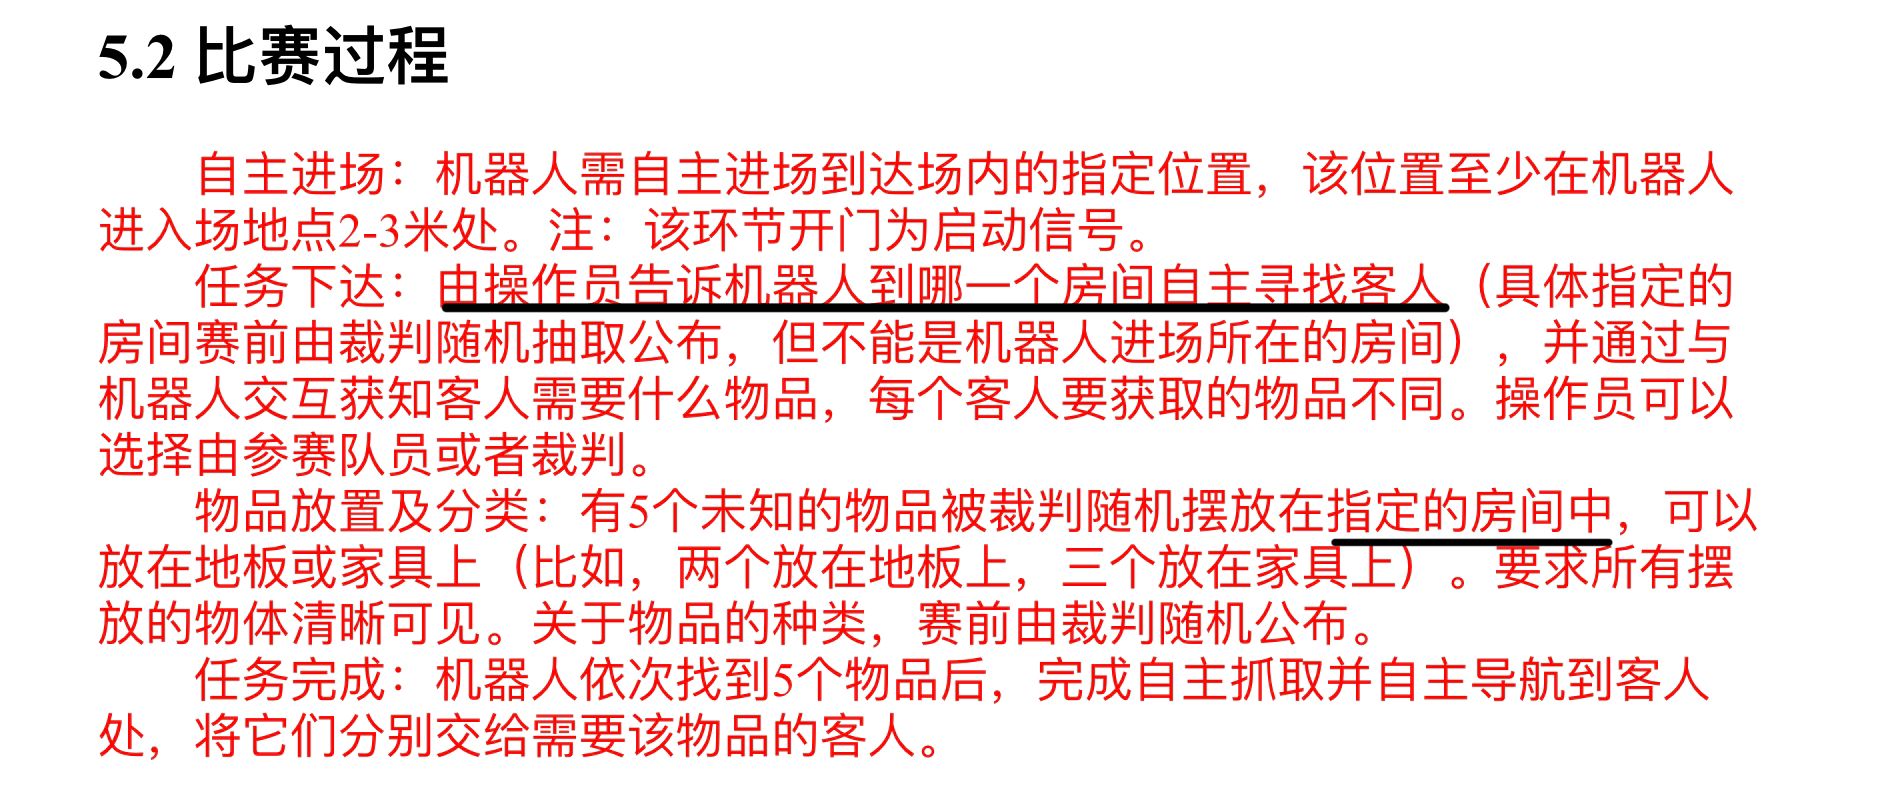 5.2 比赛过程
自主进场：机器人需自主进场到达场内的指定位置，该位置至少在机器人
进入场地点2-3米处。注：该环节开门为启动信号。
任务下达：由操作员告诉机器人到哪一个房间自主寻找客人（具体指定的
房间赛前由裁判随机抽取公布，但不能是机器人进场所在的房间），并通过与
机器人交互获知客人需要什么物品，每个客人要获取的物品不同。操作员可以
选择由参赛队员或者裁判。
物品放置及分类：有5个未知的物品被裁判随机摆放在指定的房间中，可以
放在地板或家具上（比如，两个放在地板上，三个放在家具上）。要求所有摆
放的物体清晰可见。关于物品的种类，赛前由裁判随机公布。
任务完成：机器人依次找到5个物品后，完成自主抓取并自主导航到客人
处，将它们分别交给需要该物品的客人。